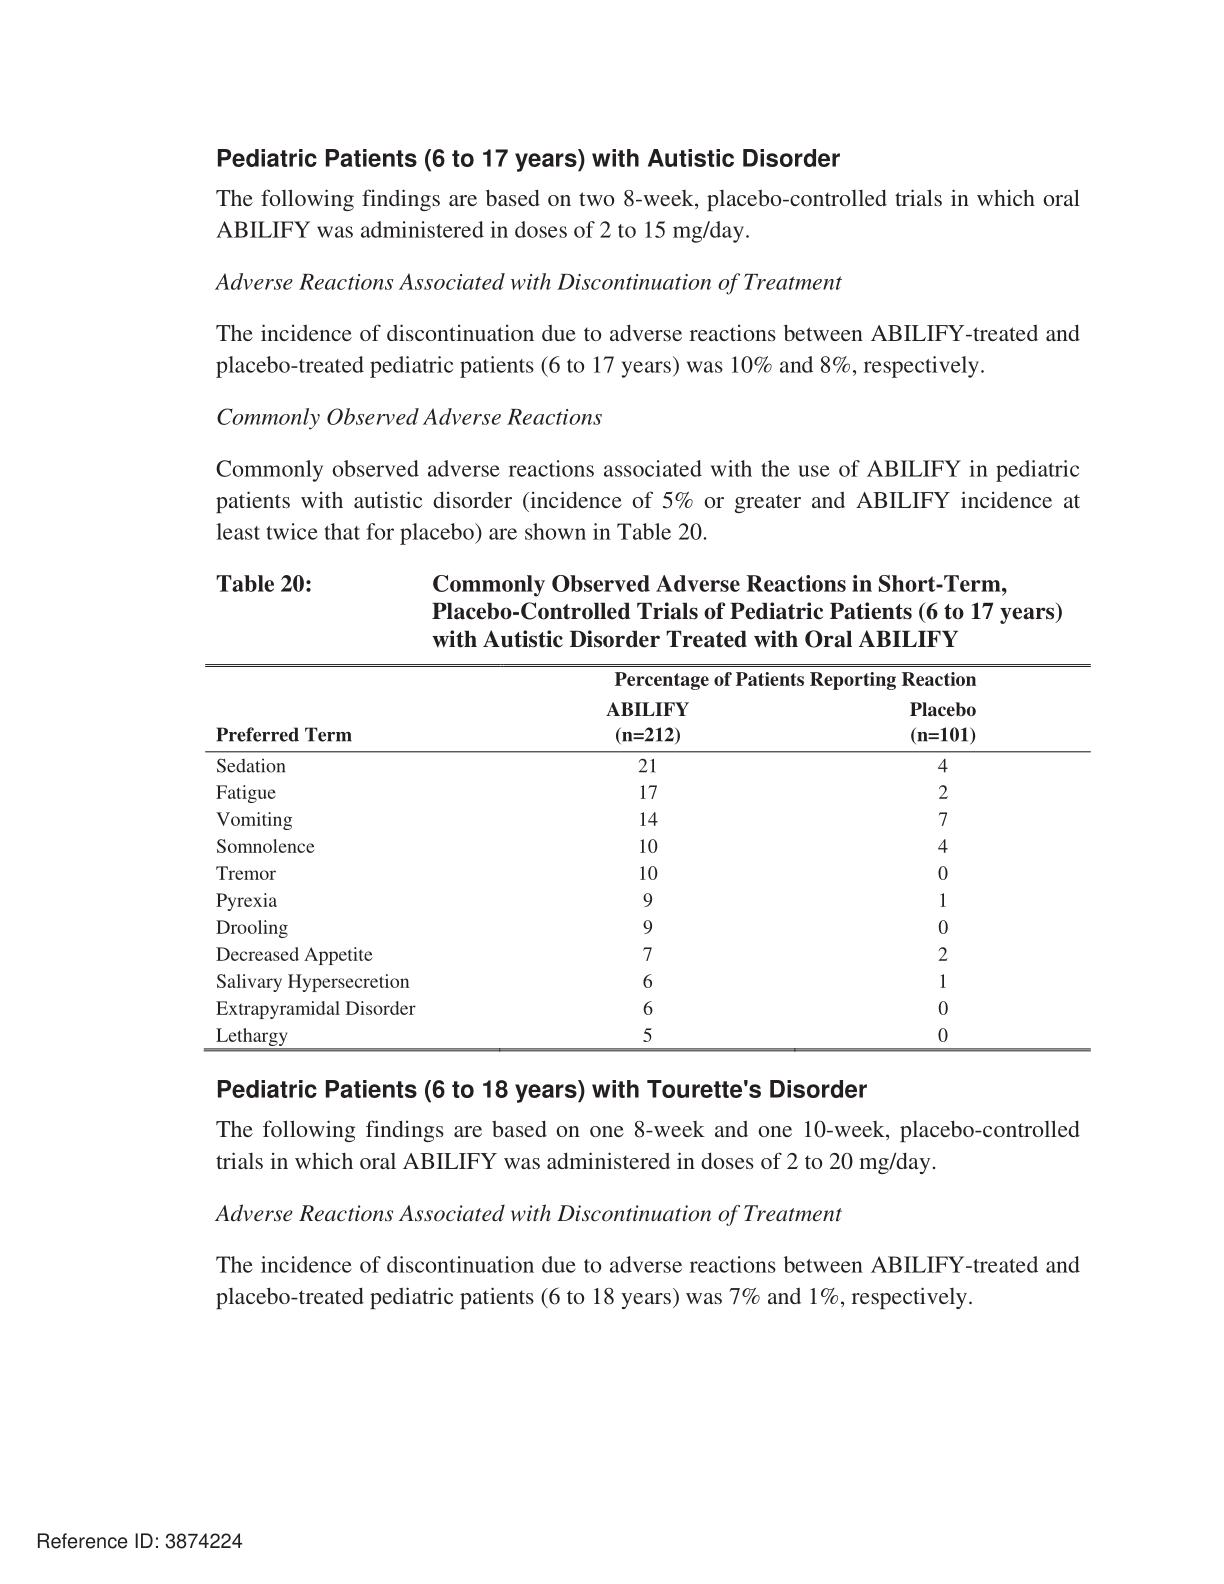 Pediatric Patients (6 to 17 years) with Autistic Disorder
The following findings are based on two 8-week, placebo-controlled trials in which oral
ABILIFY was administered in doses of 2 to 15 mg/day.
Adverse Reactions Associated with Discontinuation of Treatment
The incidence of discontinuation due to adverse reactions between ABILIFY-treated and
placebo-treated pediatric patients (6 to 17 years) was 10% and 8%, respectively.
Commonly Observed Adverse Reactions
Commonly observed adverse reactions associated with the use of ABILIFY in pediatric
patients with autistic disorder (incidence of 5% or greater and ABILIFY incidence at
least twice that for placebo) are shown in Table 20.
Table 20: Commonly Observed Adverse Reactions in Short-Term,
Placebo-Controlled Trials of Pediatric Patients (6 to 17 years)
with Autistic Disorder Treated with Oral ABILIFY
Percentage of Patients Reporting Reaction
ABILIFY Placebo
Preferred Term (n=212) (n=101)
Sedation 21 4
Fatigue 17 2
Vomiting 14 7
Somnolence 10 4
Tremor 10 0
Pyrexia 9 1
Drooling 9 0
Decreased Appetite 7 2
Salivary Hypersecretion 6 1
Extrapyramidal Disorder 6 0
Lethargy 5 0
Pediatric Patients (6 to 18 years) with Tourette's Disorder
The following findings are based on one 8-week and one 10-week, placebo-controlled
trials in which oral ABILIFY was administered in doses of 2 to 20 mg/day.
Adverse Reactions Associated with Discontinuation of Treatment
The incidence of discontinuation due to adverse reactions between ABILIFY-treated and
placebo-treated pediatric patients (6 to 18 years) was 7% and 1%, respectively.
Reference ID: 3874224